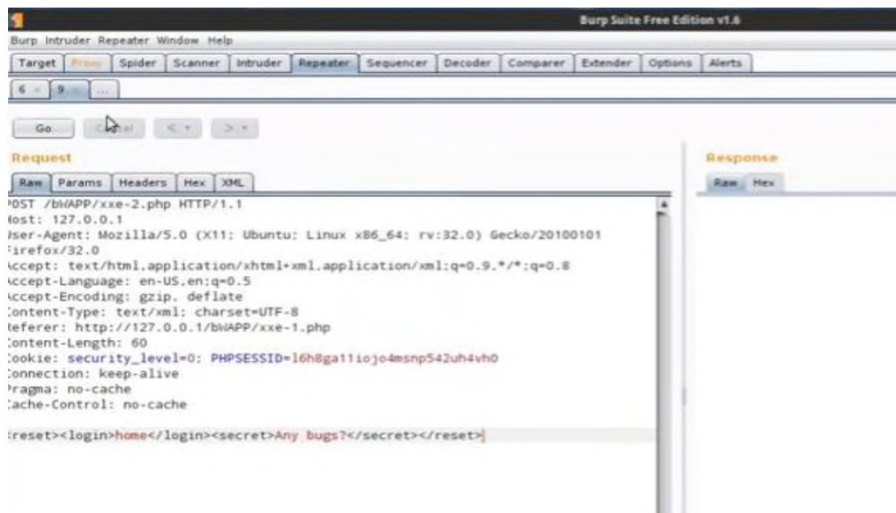 Burp Suite Free Edition v1.6
Burp Intruder Repeater Window Help
Target Proxy Spider Scanner Intruder Repeater Sequencer Decoder Comparer Extender Options Alerts
6 × 9 × ...
Go Cancel < >
Request
Response
Raw Params Headers Hex XML
Raw Hex
POST /bWAPP/xxe-2.php HTTP/1.1
Host: 127.0.0.1
User-Agent: Mozilla/5.0 (X11; Ubuntu; Linux x86_64; rv:32.0) Gecko/20100101
Firefox/32.0
Accept: text/html,application/xhtml+xml,application/xml;q=0.9,*/*;q=0.8
Accept-Language: en-US,en;q=0.5
Accept-Encoding: gzip, deflate
Content-Type: text/xml; charset=UTF-8
Referer: http://127.0.0.1/bWAPP/xxe-1.php
Content-Length: 60
Cookie: security_level=0; PHPSESSID=l6h8ga11iojo4msnp542uh4vh0
Connection: keep-alive
Pragma: no-cache
Cache-Control: no-cache
<reset><login>home</login><secret>Any bugs?</secret></reset>